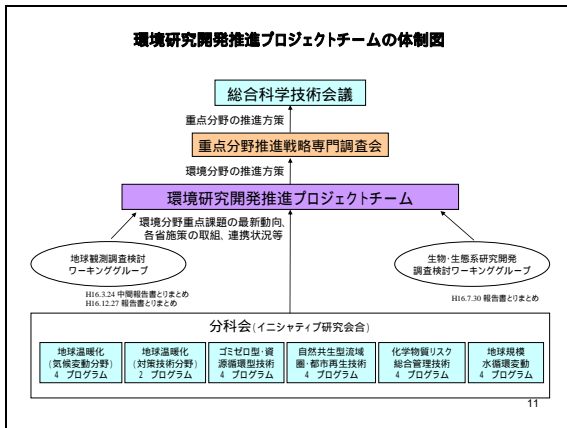 環境研究開発推進プロジェクトチームの体制図
総合科学技術会議
重点分野の推進方策
重点分野推進戦略専門調査会
環境分野の推進方策
環境研究開発推進プロジェクトチーム
環境分野重点課題の最新動向、
各省施策の取組、連携状況等
地球観測調査検討
ワーキンググループ
H16.3.24 中間報告書とりまとめ
H16.12.27 報告書とりまとめ
生物・生態系研究開発
調査検討ワーキンググループ
H16.7.30 報告書とりまとめ
分科会(イニシャティブ研究会合)
地球温暖化
(気候変動分野)
4 プログラム
地球温暖化
(対策技術分野)
2 プログラム
ゴミゼロ型・資
源循環型技術
4 プログラム
自然共生型流域
圏・都市再生技術
4 プログラム
化学物質リスク
総合管理技術
4 プログラム
地球規模
水循環変動
4 プログラム
11